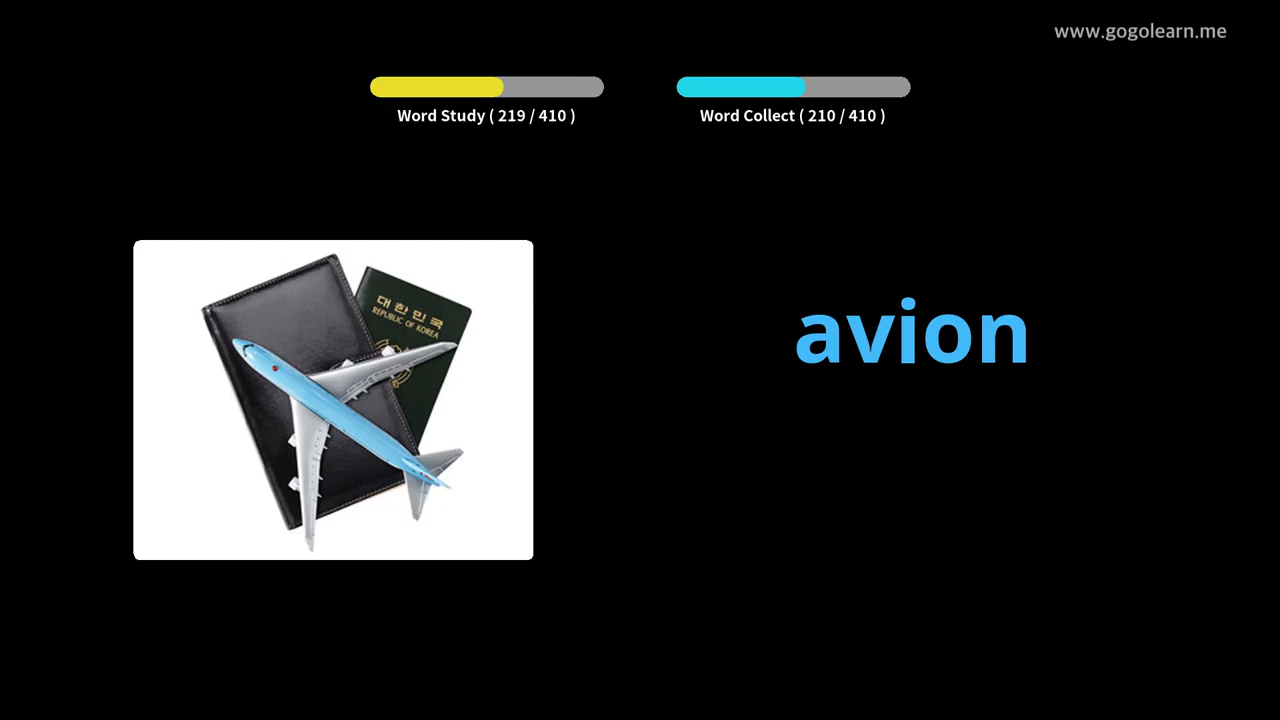 www.gogolearn.me
Word Study ( 219 / 410 )
Word Collect ( 210 / 410 )
대한민국
REPUBLIC OF KOREA
avion